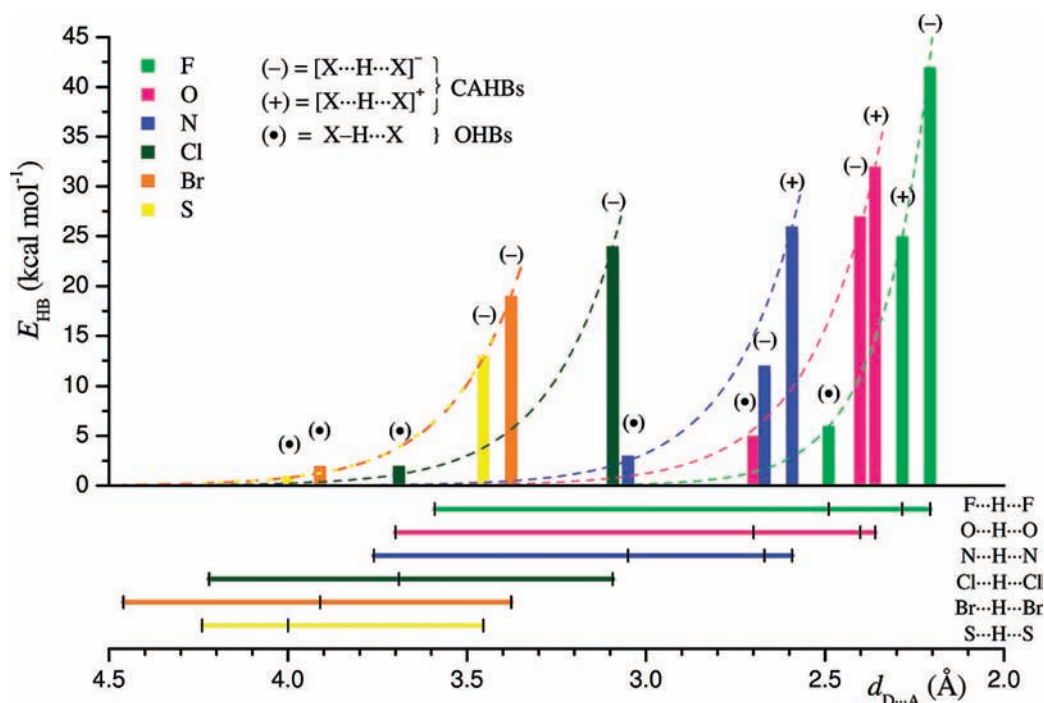 45
40
35
30
25
20
15
10
5
0
E_HB (kcal mol⁻¹)
F
O
N
Cl
Br
S
(–) = [X···H···X]⁻
(+) = [X···H···X]⁺
} CAHBs
(•) = X–H···X } OHBs
(•)
(•)
(•)
(–)
(–)
(–)
(•)
(•)
(–)
(+)
(•)
(–)
(+)
(+)
(–)
F···H···F
O···H···O
N···H···N
Cl···H···Cl
Br···H···Br
S···H···S
4.5 4.0 3.5 3.0 2.5 2.0
d_D···A (Å)